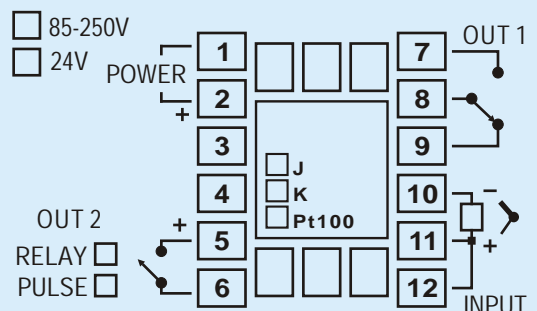 85-250V
24V
POWER
+
1
2
3
4
5
6
OUT 2
RELAY
PULSE
+
J
K
Pt100
7
8
9
10
11
12
OUT 1
−
+
INPUT